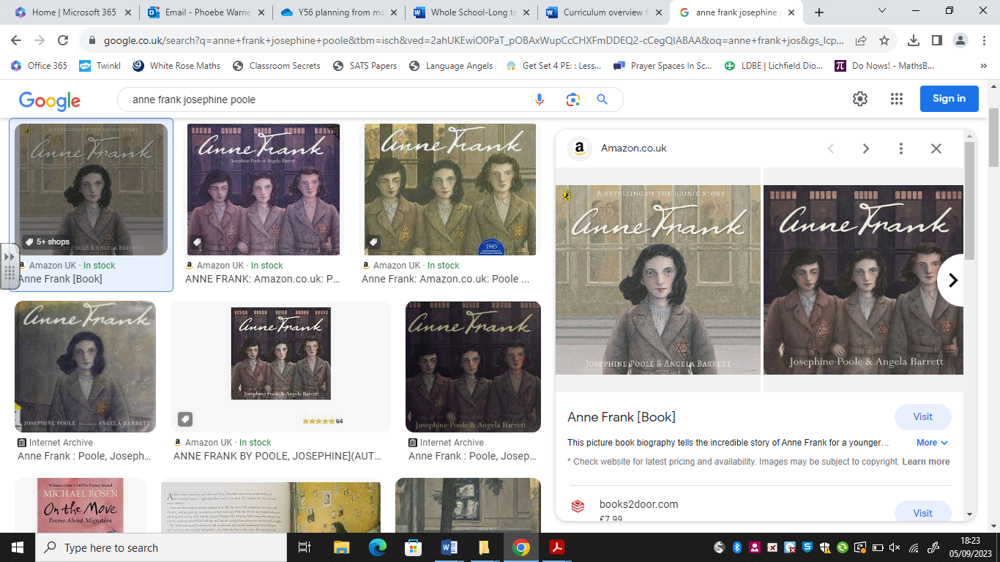 Home | Microsoft 365
Email - Phoebe Warne
Y56 planning from ma
Whole School-Long te
Curriculum overview f
anne frank josephine p
google.co.uk/search?q=anne+frank+josephine+poole&tbm=isch&ved=2ahUKEwiO0PaT_pOBAxWupCcCHXFmDDEQ2-cCegQIABAA&oq=anne+frank+jos&gs_lcp...
Office 365
Twinkl
White Rose Maths
Classroom Secrets
SATS Papers
Language Angels
Get Set 4 PE: : Less...
Prayer Spaces In Sc...
LDBE | Lichfield Dio...
Do Nows! - MathsB...
Google
anne frank josephine poole
Sign in
A RETELLING OF THE ICONIC STORY
Anne Frank
5+ shops
JOSEPHINE POOLE & ANGELA BARRETT
Amazon UK · In stock
Anne Frank [Book]
Anne Frank
Josephine Poole et Angela Barrett
Amazon UK · In stock
ANNE FRANK: Amazon.co.uk: P...
Anne Frank
1945
Amazon UK · In stock
Anne Frank: Amazon.co.uk: Poole ...
Anne Frank
JOSEPHINE POOLE
ANGELA BARRETT
Internet Archive
Anne Frank : Poole, Joseph...
Anne Frank
Josephine Poole & Angela Barrett
64
Amazon UK · In stock
ANNE FRANK BY POOLE, JOSEPHINE](AUT...
Anne Frank
Josephine Poole & Angela Barrett
Internet Archive
Anne Frank : Poole, Josep...
Winner of the CLIPPA Poetry Award
MICHAEL ROSEN
On the Move
Poems About Migration
Amazon.co.uk
A RETELLING OF THE ICONIC STORY
Anne Frank
JOSEPHINE POOLE & ANGELA BARRETT
Anne Frank
Josephine Poole & Angela Barrett
Anne Frank [Book]
Visit
This picture book biography tells the incredible story of Anne Frank for a younger...
More
* Check website for latest pricing and availability. Images may be subject to copyright. Learn more
books2door.com
£7.99
Visit
Type here to search
18:23
05/09/2023